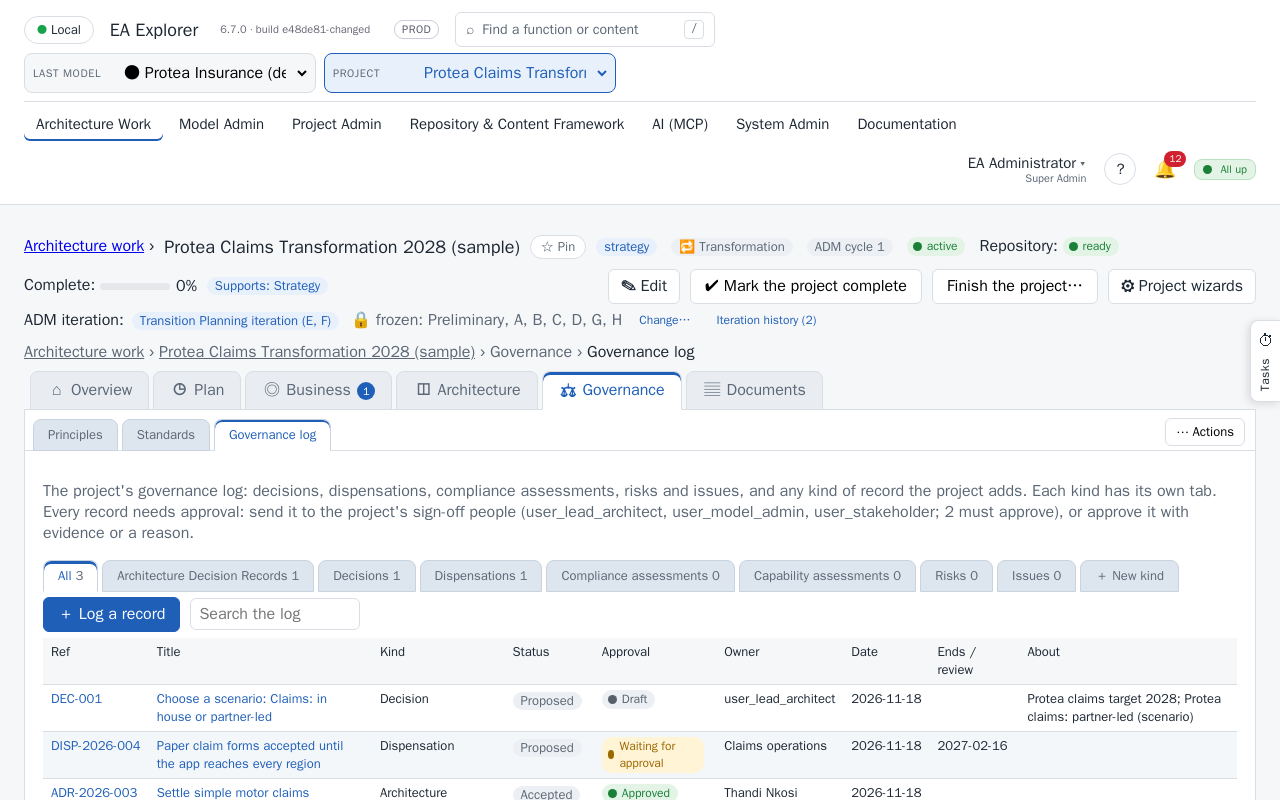 Local
EA Explorer
6.7.0 · build e48de81-changed
PROD
Find a function or content
/
LAST MODEL
Protea Insurance (de
PROJECT
Protea Claims Transfor
Architecture Work
Model Admin
Project Admin
Repository & Content Framework
AI (MCP)
System Admin
Documentation
EA Administrator
Super Admin
?
12
All up
Architecture work ›
Protea Claims Transformation 2028 (sample)
☆ Pin
strategy
🔁 Transformation
ADM cycle 1
active
Repository:
ready
Complete:
0%
Supports: Strategy
✎ Edit
✔ Mark the project complete
Finish the project···
⚙ Project wizards
ADM iteration:
Transition Planning iteration (E, F)
🔒 frozen: Preliminary, A, B, C, D, G, H
Change···
Iteration history (2)
Architecture work › Protea Claims Transformation 2028 (sample) › Governance › Governance log
Tasks
Overview
Plan
Business 1
Architecture
Governance
Documents
Principles
Standards
Governance log
··· Actions
The project's governance log: decisions, dispensations, compliance assessments, risks and issues, and any kind of record the project adds. Each kind has its own tab.
Every record needs approval: send it to the project's sign-off people (user_lead_architect, user_model_admin, user_stakeholder; 2 must approve), or approve it with
evidence or a reason.
All 3
Architecture Decision Records 1
Decisions 1
Dispensations 1
Compliance assessments 0
Capability assessments 0
Risks 0
Issues 0
+ New kind
+ Log a record
Search the log
Ref
Title
Kind
Status
Approval
Owner
Date
Ends /
review
About
DEC-001
Choose a scenario: Claims: in
house or partner-led
Decision
Proposed
Draft
user_lead_architect
2026-11-18
Protea claims target 2028; Protea
claims: partner-led (scenario)
DISP-2026-004
Paper claim forms accepted until
the app reaches every region
Dispensation
Proposed
Waiting for
approval
Claims operations
2026-11-18
2027-02-16
ADR-2026-003
Settle simple motor claims
Architecture
Accepted
Approved
Thandi Nkosi
2026-11-18